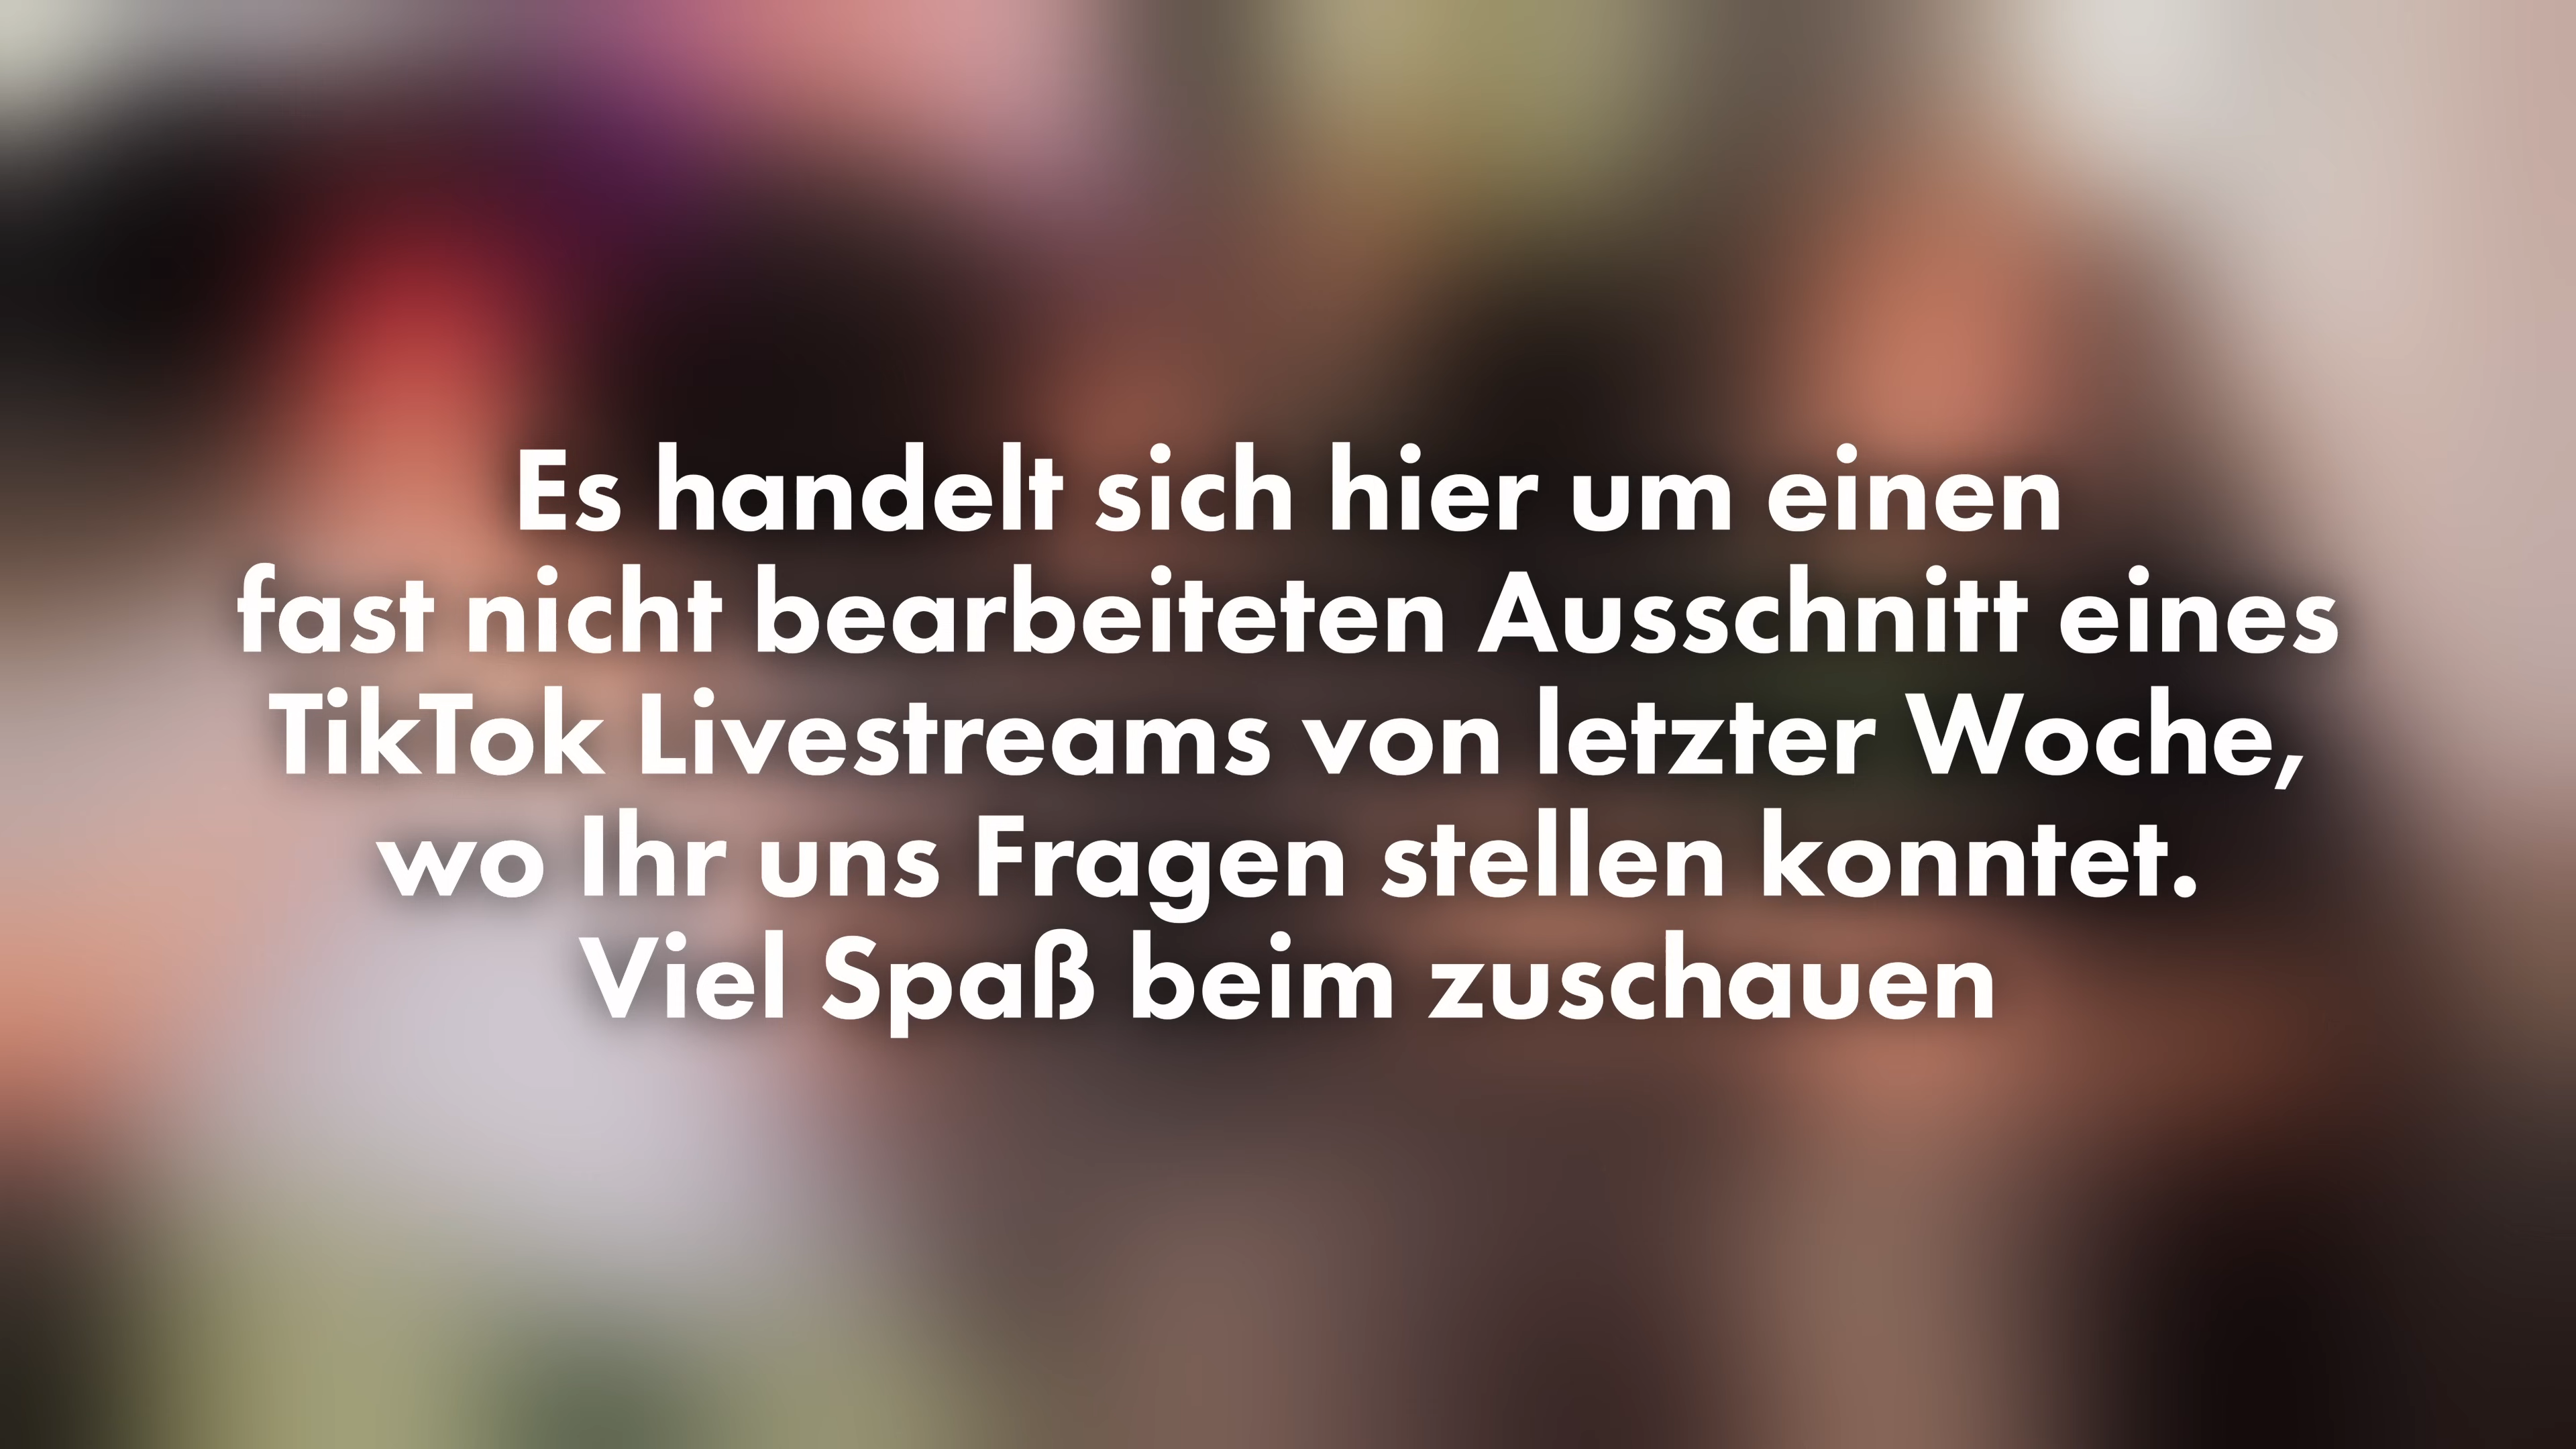 Es handelt sich hier um einen
fast nicht bearbeiteten Ausschnitt eines
TikTok Livestreams von letzter Woche,
wo Ihr uns Fragen stellen konntet.
Viel Spaß beim zuschauen